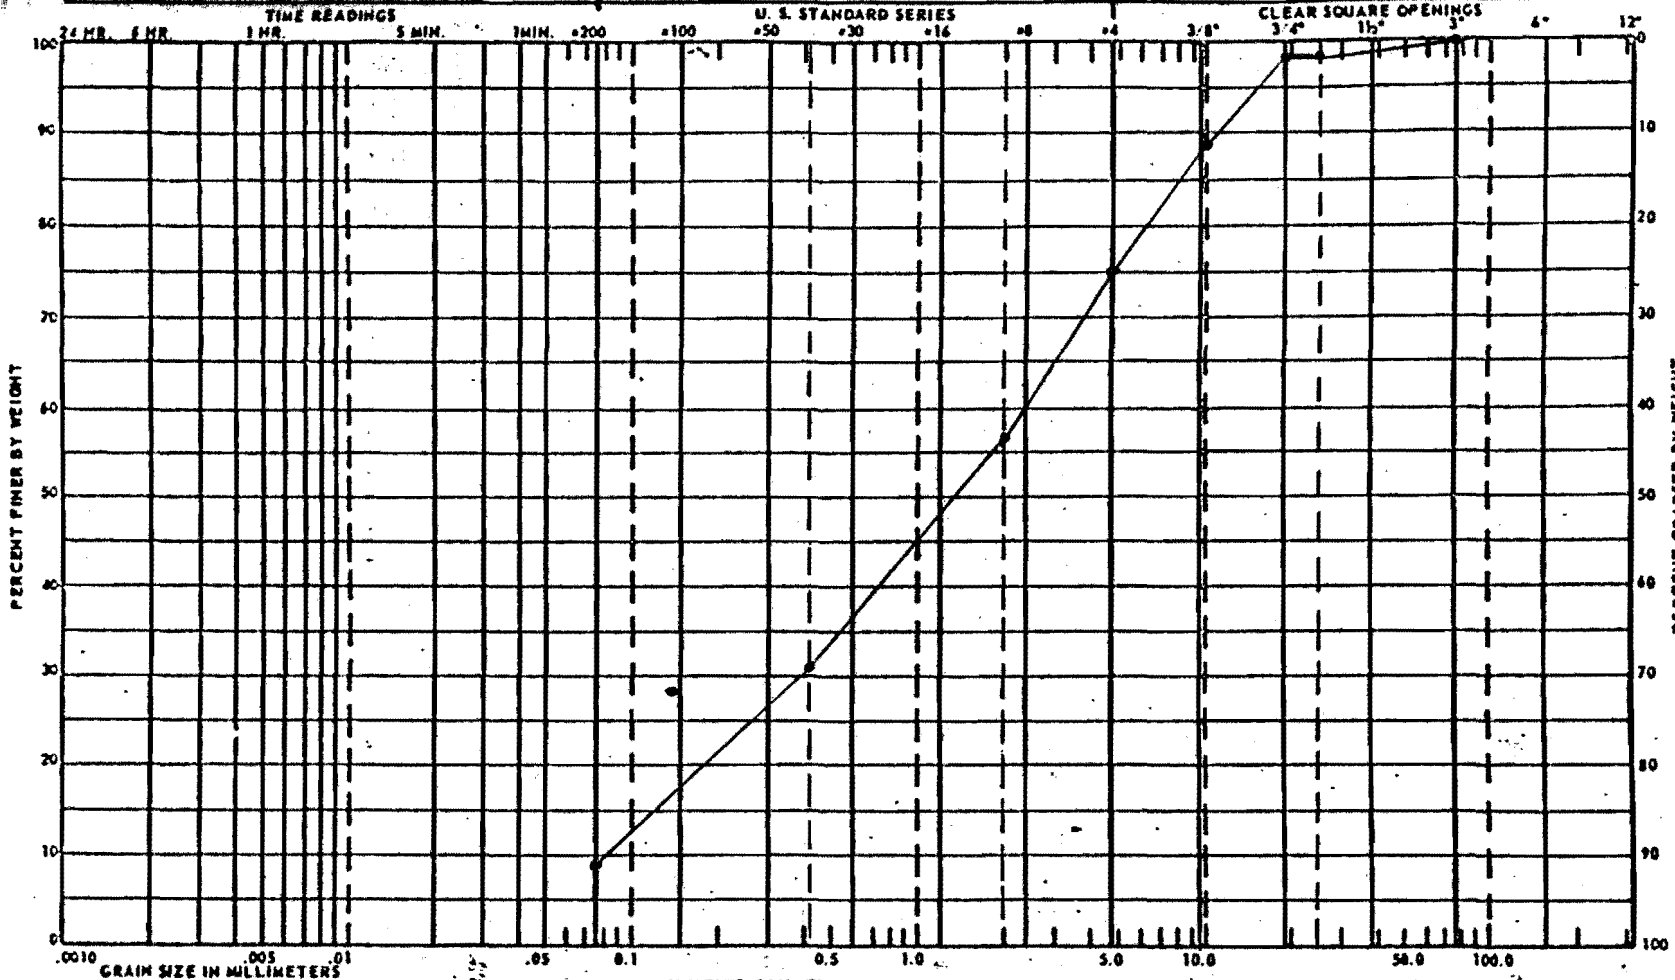 TIME READINGS U. S. STANDARD SERIES CLEAR SQUARE OPENINGS
24 HR. 6 HR. 1 HR. 5 MIN. 1MIN. #200 #100 #50 #30 #16 #8 #4 3/8" 3/4" 1½" 3" 6" 12"
100 0
90 10
80 20
70 30
60 40
50 50
40 60
30 70
20 80
10 90
0 100
PERCENT FINER BY WEIGHT
.0010 .005 .01 .05 0.1 0.5 1.0 5.0 10.0 50.0 100.0
GRAIN SIZE IN MILLIMETERS